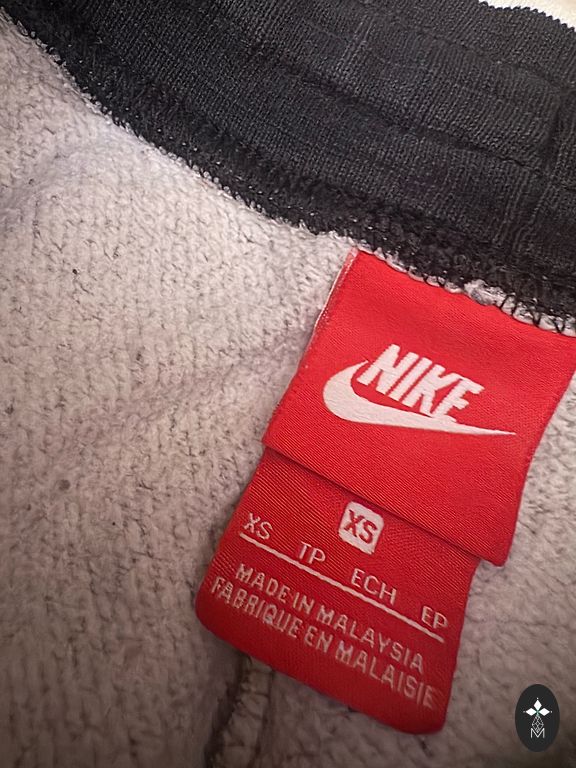 NIKE
XS
XS TP ECH EP
MADE IN MALAYSIA
FABRIQUE EN MALAISIE
M